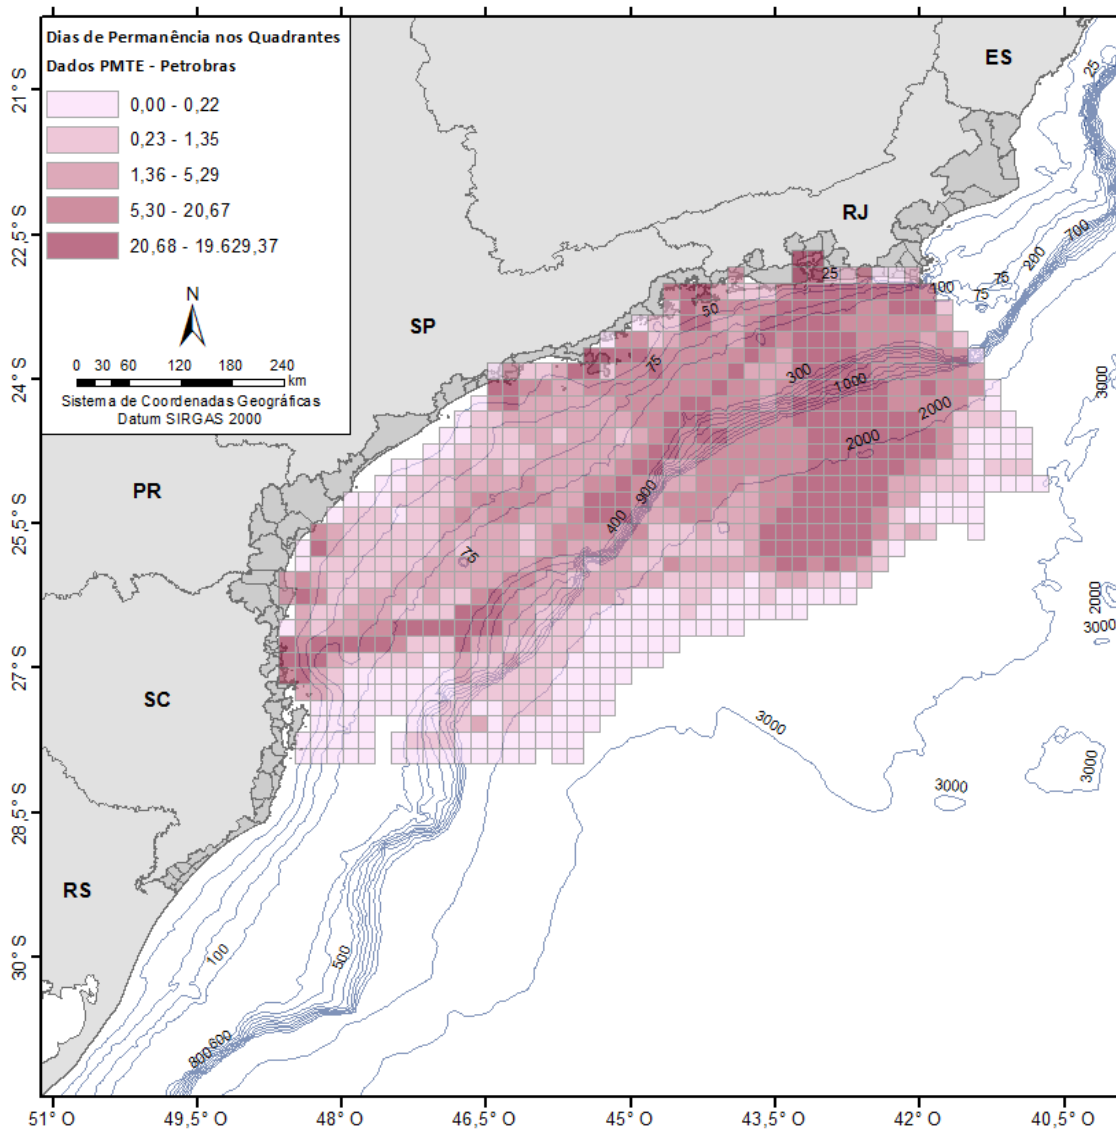 Dias de Permanência nos Quadrantes
Dados PMTE - Petrobras
0,00 - 0,22
0,23 - 1,35
1,36 - 5,29
5,30 - 20,67
20,68 - 19.629,37
N
0 30 60 120 180 240
km
Sistema de Coordenadas Geográficas
Datum SIRGAS 2000
ES
RJ
SP
PR
SC
RS
25
700
200
75
75
75
100
25
50
75
300
1000
3000
2000
2000
900
400
75
2000
3000
3000
3000
3000
100
500
600
800
21°S
22,5°S
24°S
25,5°S
27°S
28,5°S
30°S
51° O
49,5° O
48° O
46,5° O
45° O
43,5° O
42° O
40,5° O